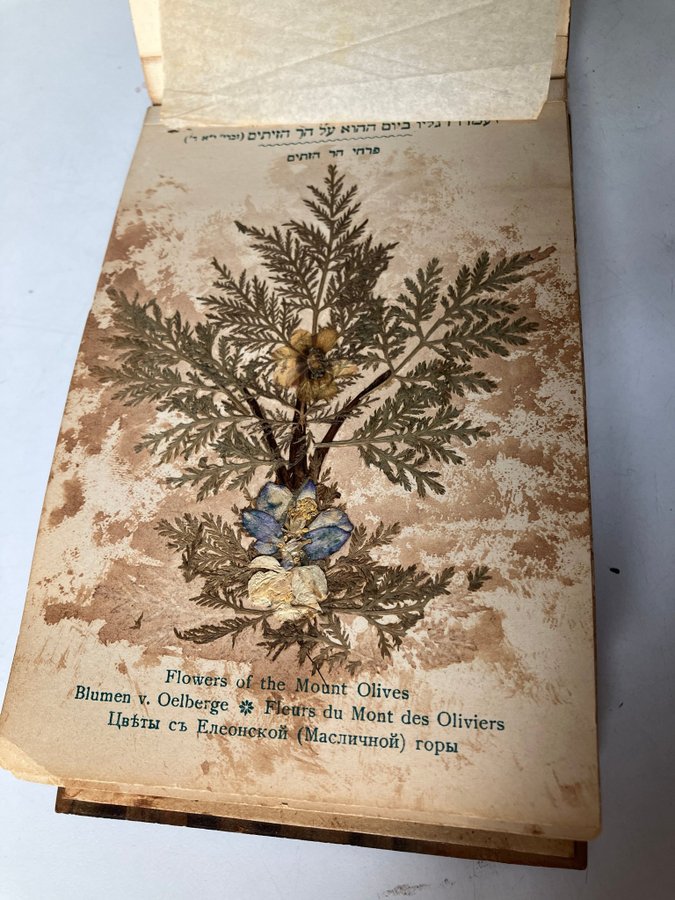 רגליו ביום ההוא על הר הזיתים (זכרי׳ י״א ד׳)
פרחי הר הזתים
Flowers of the Mount Olives
Blumen v. Oelberge ✽ Fleurs du Mont des Oliviers
Цвѣты съ Елеонской (Масличной) горы